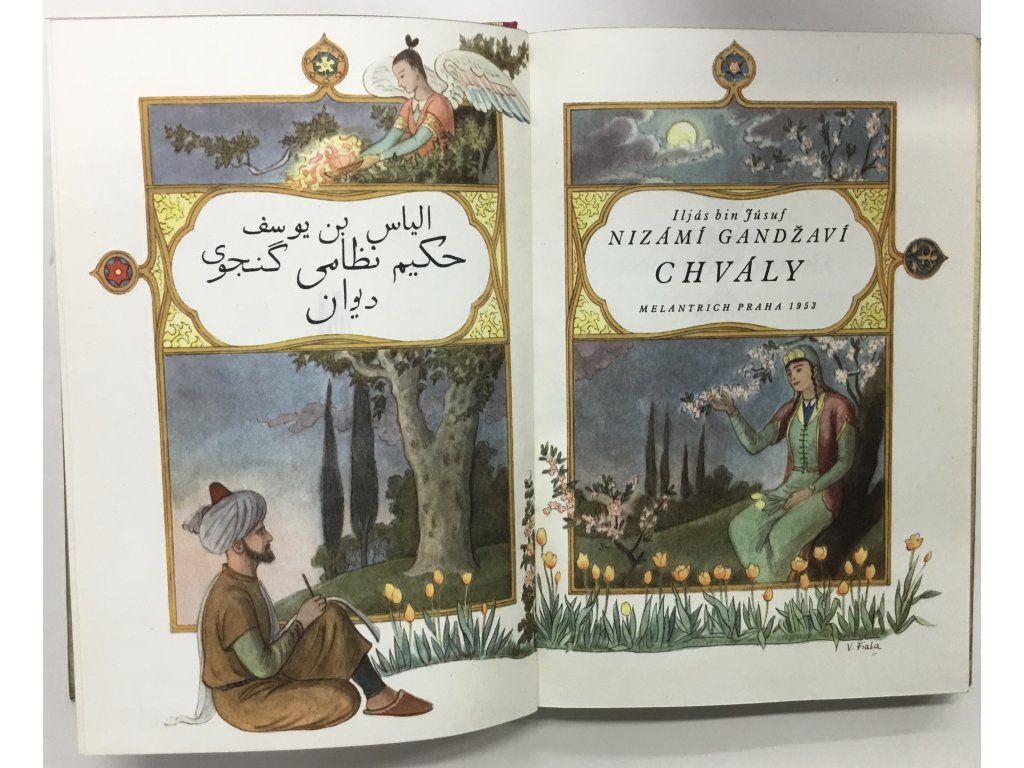 الیاس بن یوسف
حکیم نظامی گنجوی
دیوان
Iljás bin Júsuf
NIZÁMÍ GANDŽAVÍ
CHVÁLY
MELANTRICH PRAHA 1953
V. Fiala